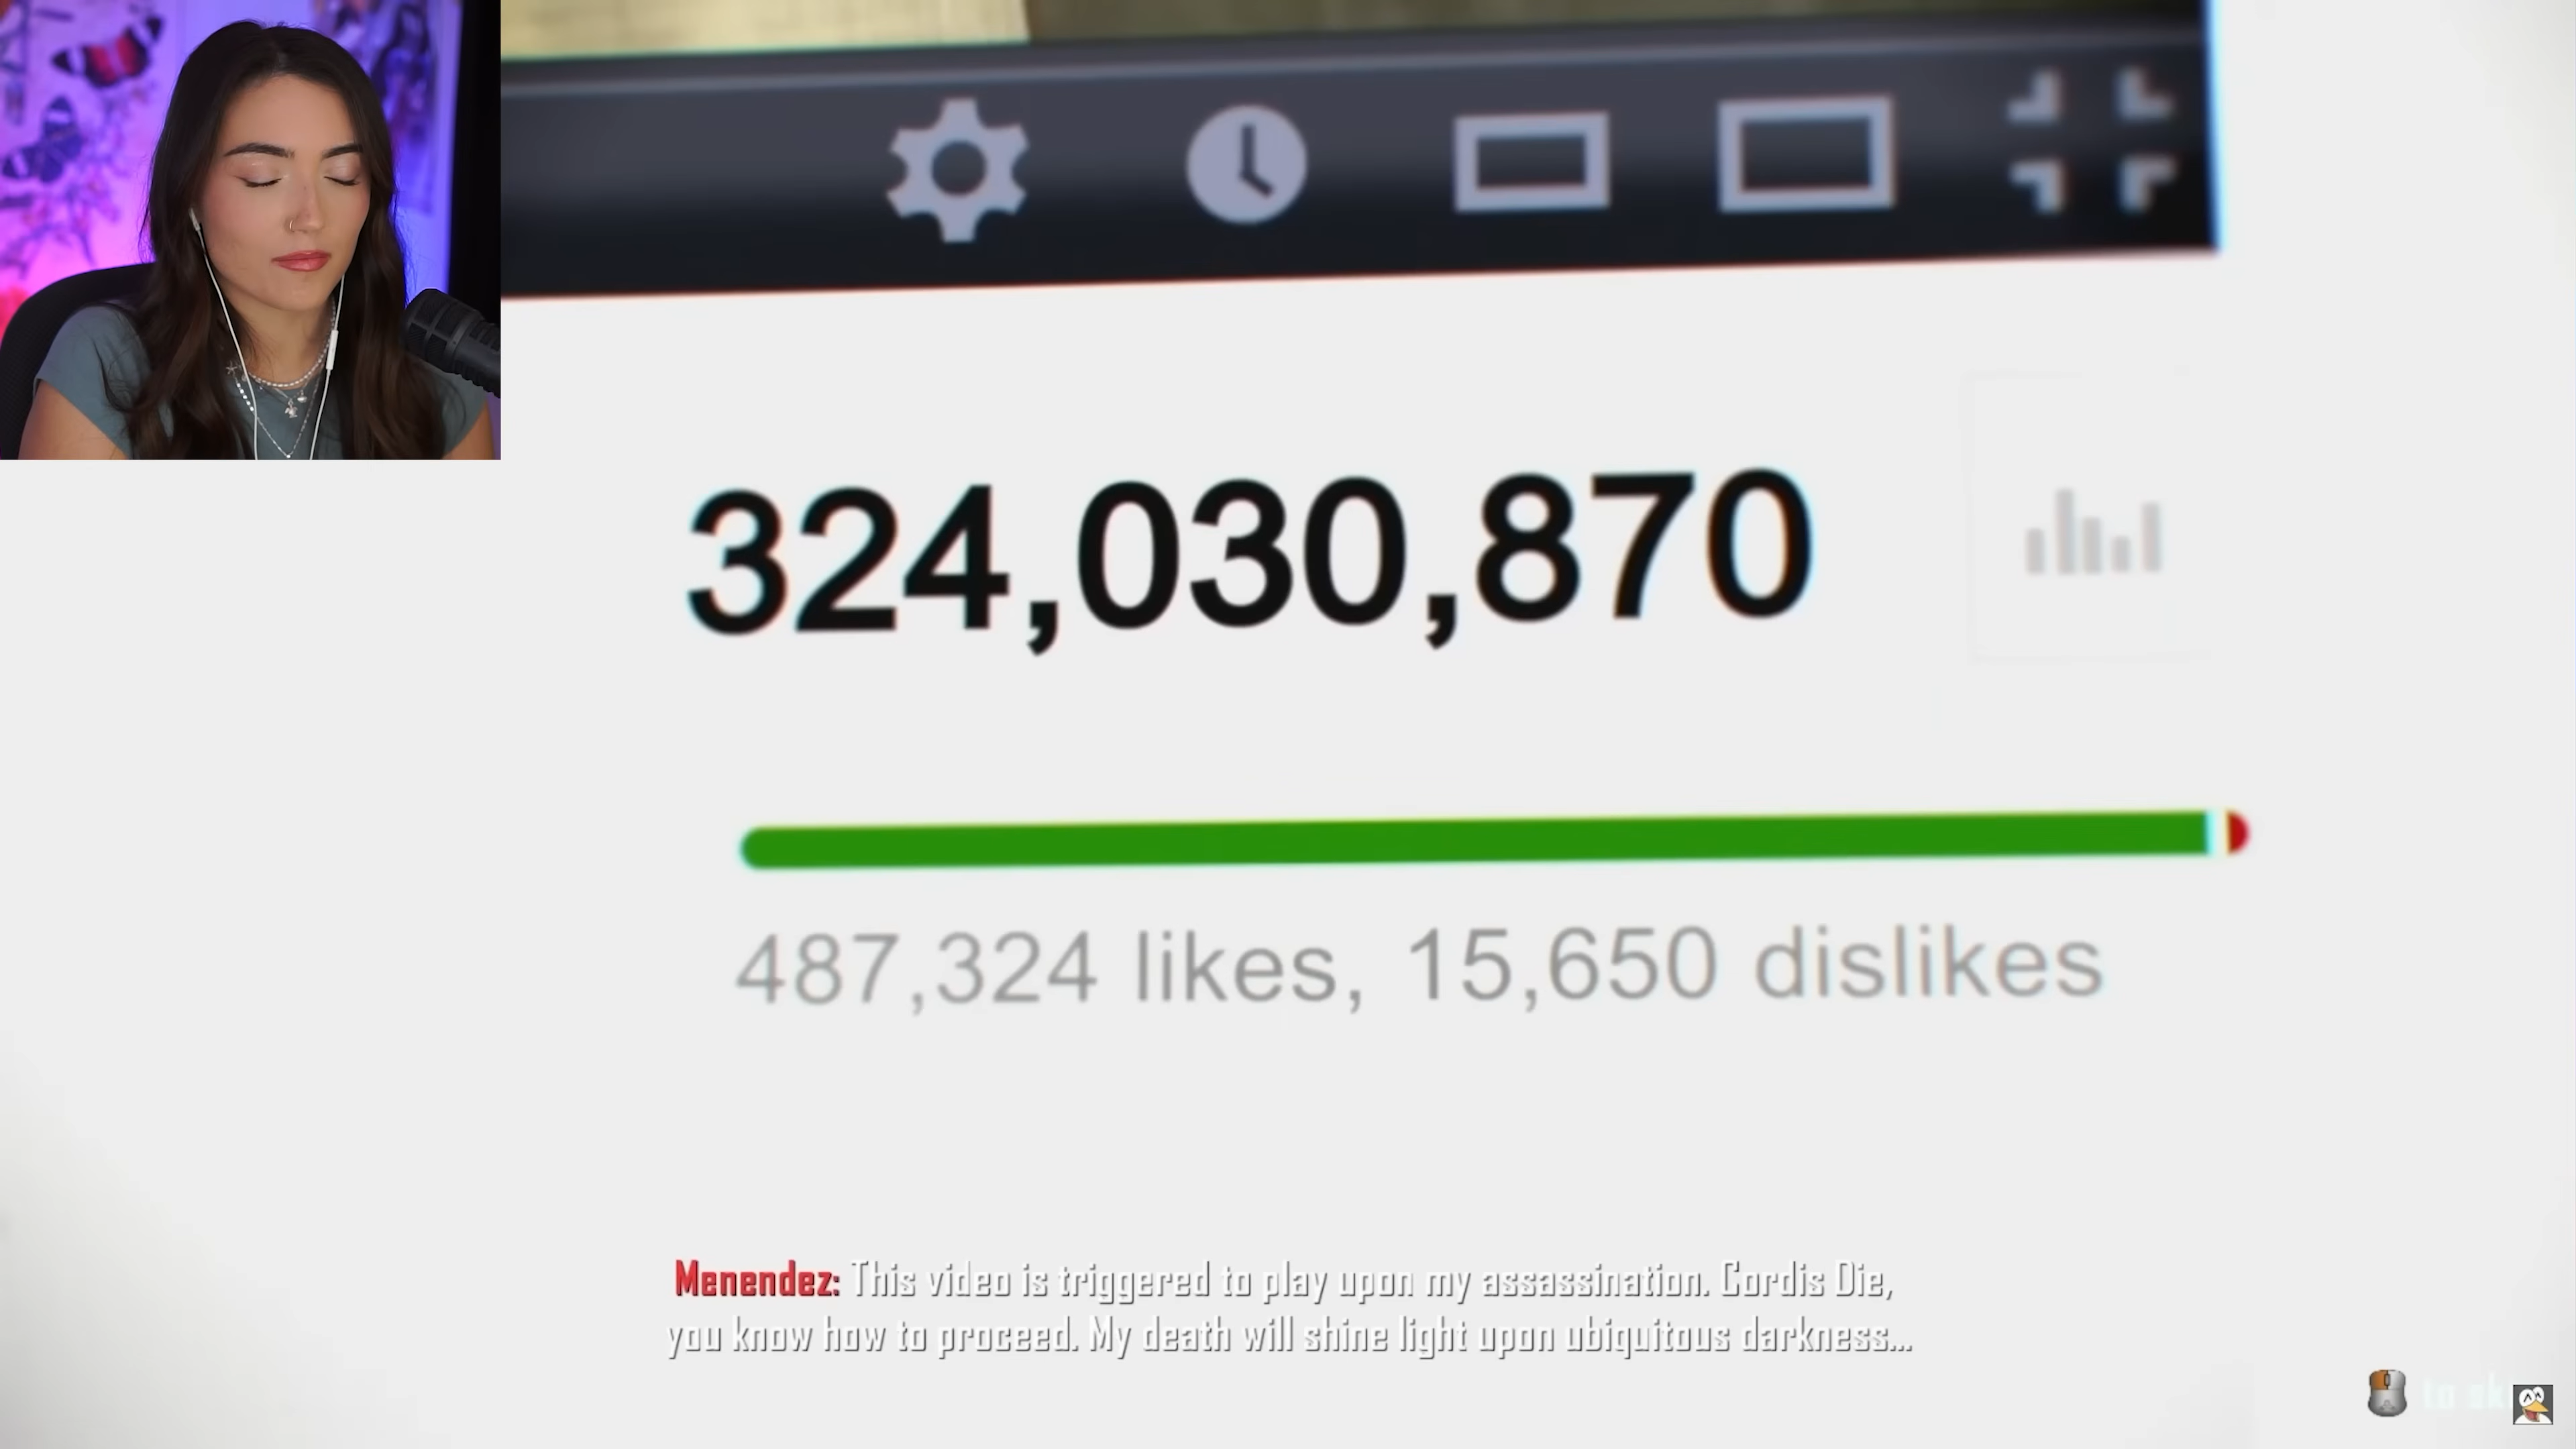 324,030,870
487,324 likes, 15,650 dislikes
Menendez: This video is triggered to play upon my assassination. Cordis Die,
you know how to proceed. My death will shine light upon ubiquitous darkness...
to